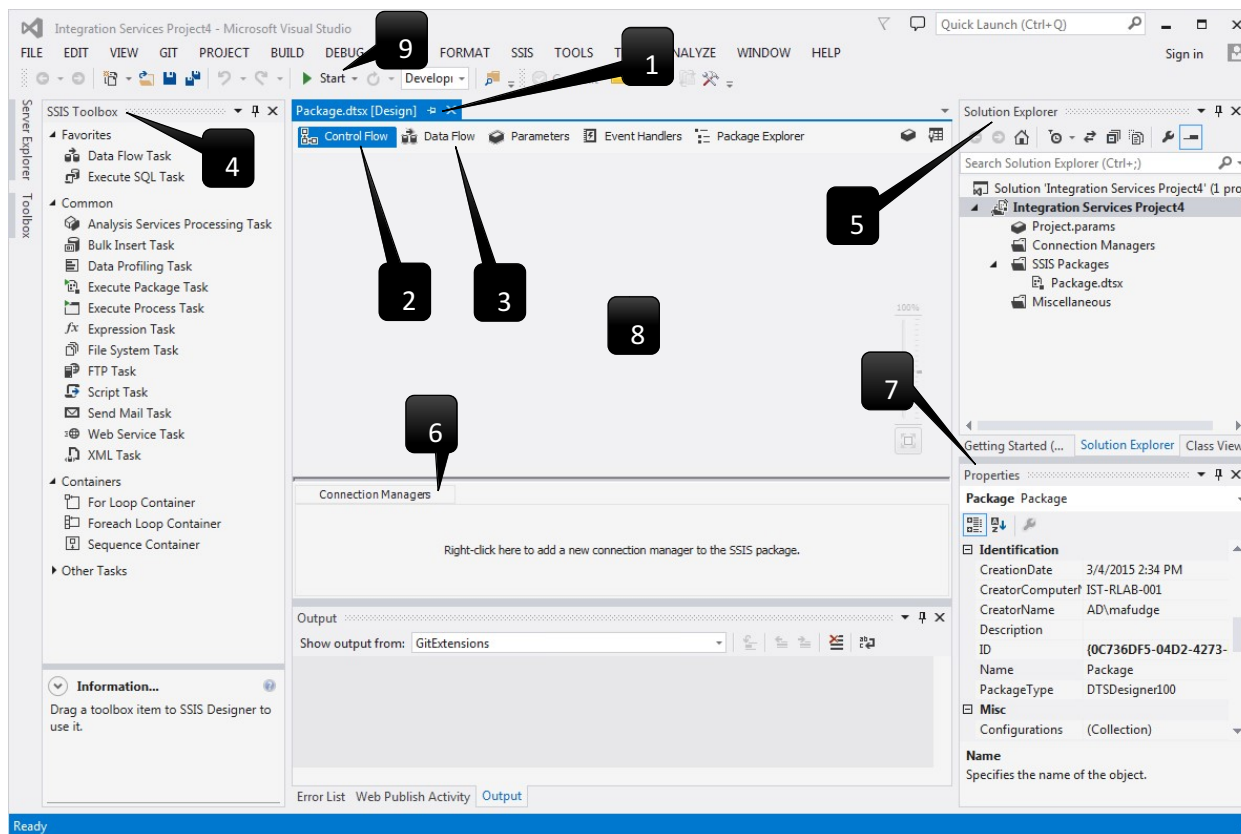 Integration Services Project4 - Microsoft Visual Studio
Quick Launch (Ctrl+Q)
FILE EDIT VIEW GIT PROJECT BUILD DEBUG FORMAT SSIS TOOLS WINDOW HELP
Sign in
9
1
Start
Server Explorer
Toolbox
SSIS Toolbox
Favorites
Data Flow Task
Execute SQL Task
Common
Analysis Services Processing Task
Bulk Insert Task
Data Profiling Task
Execute Package Task
Execute Process Task
fx Expression Task
File System Task
FTP Task
Script Task
Send Mail Task
Web Service Task
XML Task
Containers
For Loop Container
Foreach Loop Container
Sequence Container
Other Tasks
4
Information...
Drag a toolbox item to SSIS Designer to
use it.
Package.dtsx [Design]
Control Flow Data Flow Parameters Event Handlers Package Explorer
2
3
8
100%
6
Connection Managers
Right-click here to add a new connection manager to the SSIS package.
Output
Show output from: GitExtensions
Error List Web Publish Activity Output
Solution Explorer
Search Solution Explorer (Ctrl+;)
Solution 'Integration Services Project4' (1 pro
Integration Services Project4
Project.params
Connection Managers
SSIS Packages
Package.dtsx
Miscellaneous
5
7
Getting Started (... Solution Explorer Class View
Properties
Package Package
Identification
CreationDate 3/4/2015 2:34 PM
IST-RLAB-001
CreatorName AD\mafudge
Description
ID {0C736DF5-04D2-4273-
Name Package
PackageType DTSDesigner100
Misc
Configurations (Collection)
Name
Specifies the name of the object.
Ready